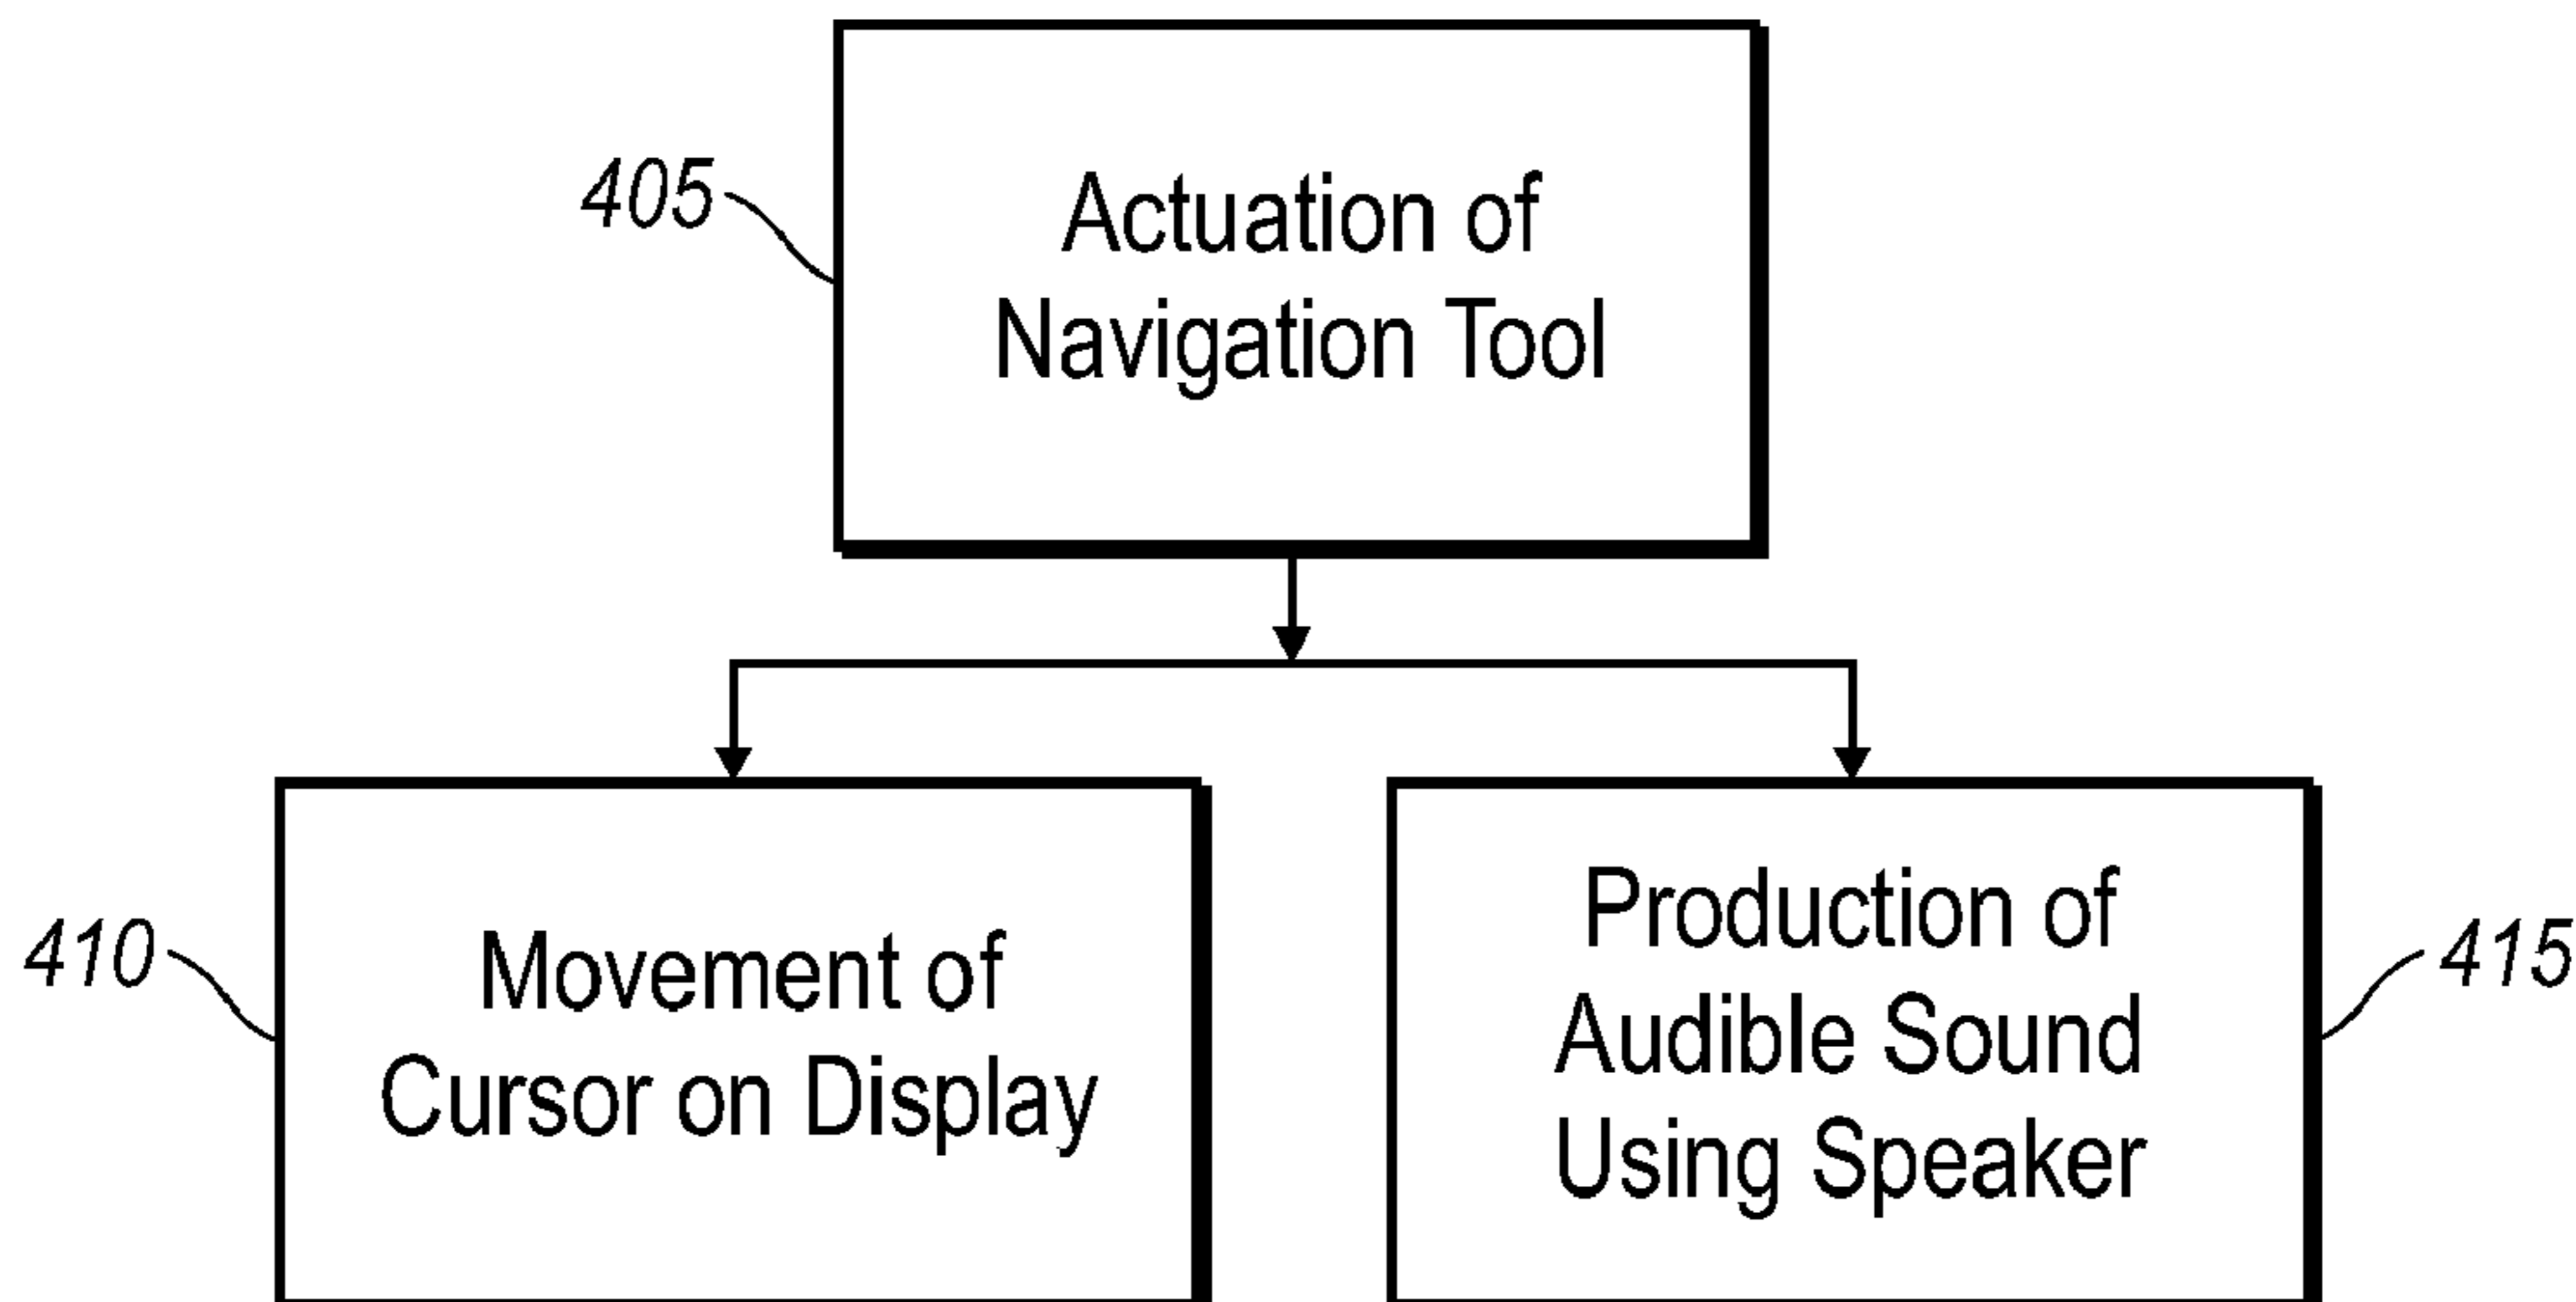 405
Actuation of
Navigation Tool
410
Movement of
Cursor on Display
Production of
Audible Sound
Using Speaker
415